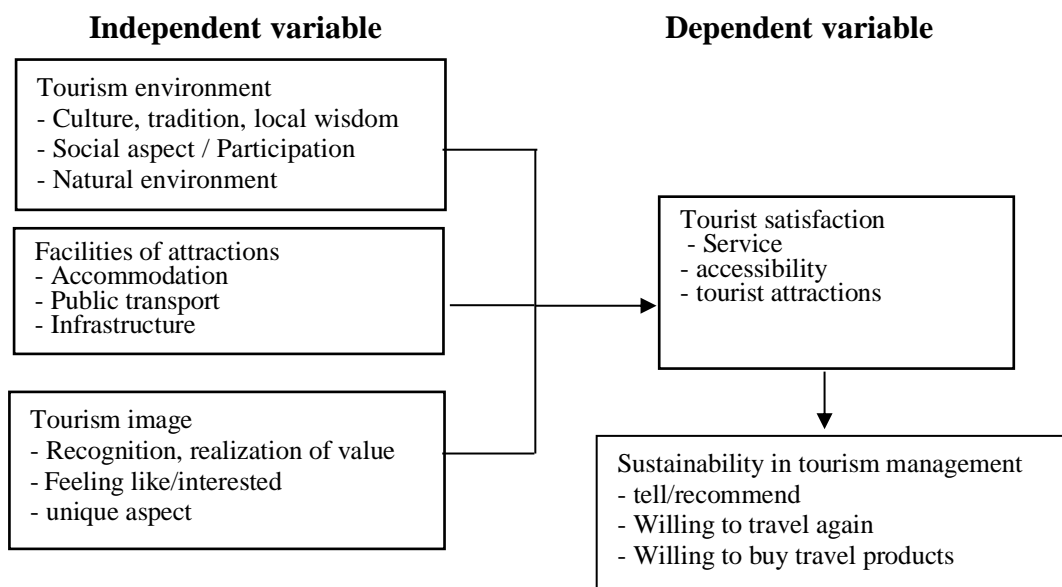 Independent variable
Tourism environment
- Culture, tradition, local wisdom
- Social aspect / Participation
- Natural environment
Facilities of attractions
- Accommodation
- Public transport
- Infrastructure
Tourism image
- Recognition, realization of value
- Feeling like/interested
- unique aspect
Dependent variable
Tourist satisfaction
- Service
- accessibility
- tourist attractions
Sustainability in tourism management
- tell/recommend
- Willing to travel again
- Willing to buy travel products